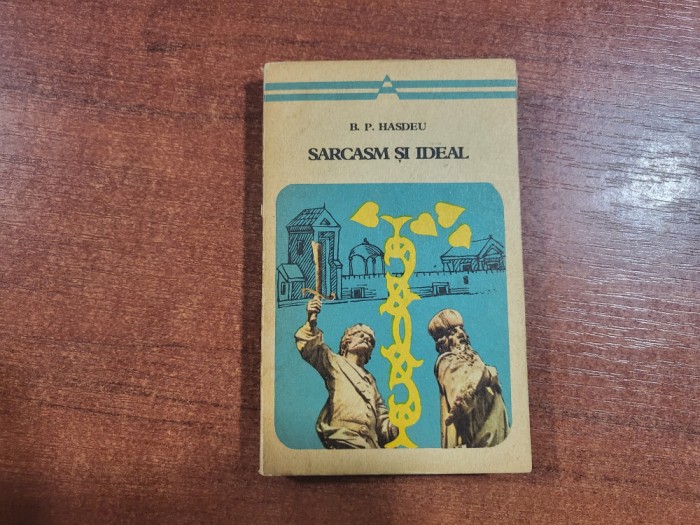 B. P. HASDEU
SARCASM ȘI IDEAL